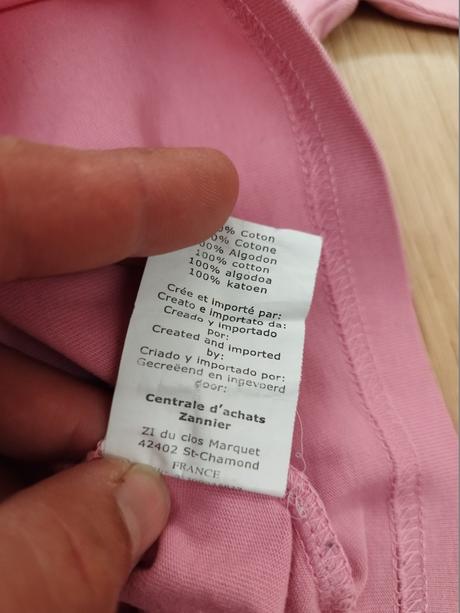 % Coton
0% Cotone
00% Algodon
100% cotton
100% algodoa
100% katoen
Crée et importé par:
Creato e importato da:
Creado y importado
por:
Created and imported
by:
Criado y importado por:
Gecreëend en ingevoerd
door:
Centrale d'achats
Zannier
ZI du clos Marquet
42402 St-Chamond
FRANCE